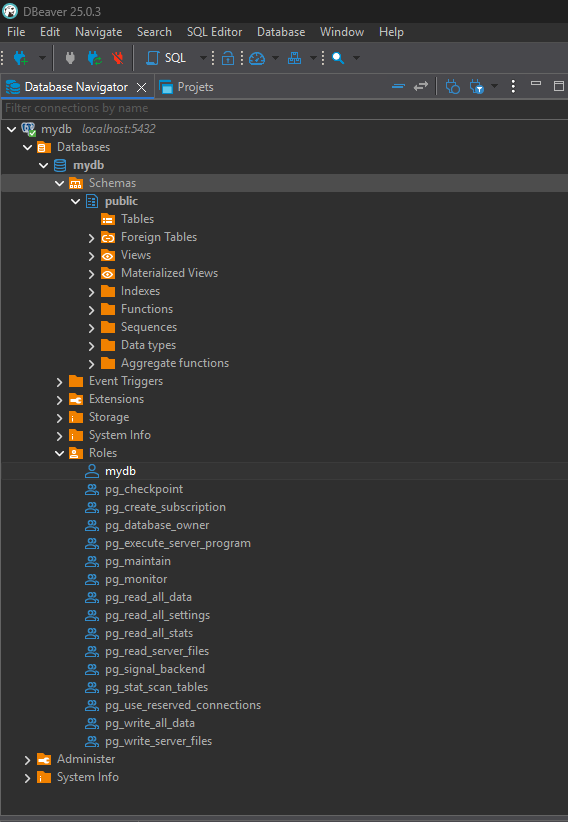 DBeaver 25.0.3
File Edit Navigate Search SQL Editor Database Window Help
SQL
Database Navigator Projets
Filter connections by name
mydb localhost:5432
Databases
mydb
Schemas
public
Tables
Foreign Tables
Views
Materialized Views
Indexes
Functions
Sequences
Data types
Aggregate functions
Event Triggers
Extensions
Storage
System Info
Roles
mydb
pg_checkpoint
pg_create_subscription
pg_database_owner
pg_execute_server_program
pg_maintain
pg_monitor
pg_read_all_data
pg_read_all_settings
pg_read_all_stats
pg_read_server_files
pg_signal_backend
pg_stat_scan_tables
pg_use_reserved_connections
pg_write_all_data
pg_write_server_files
Administer
System Info